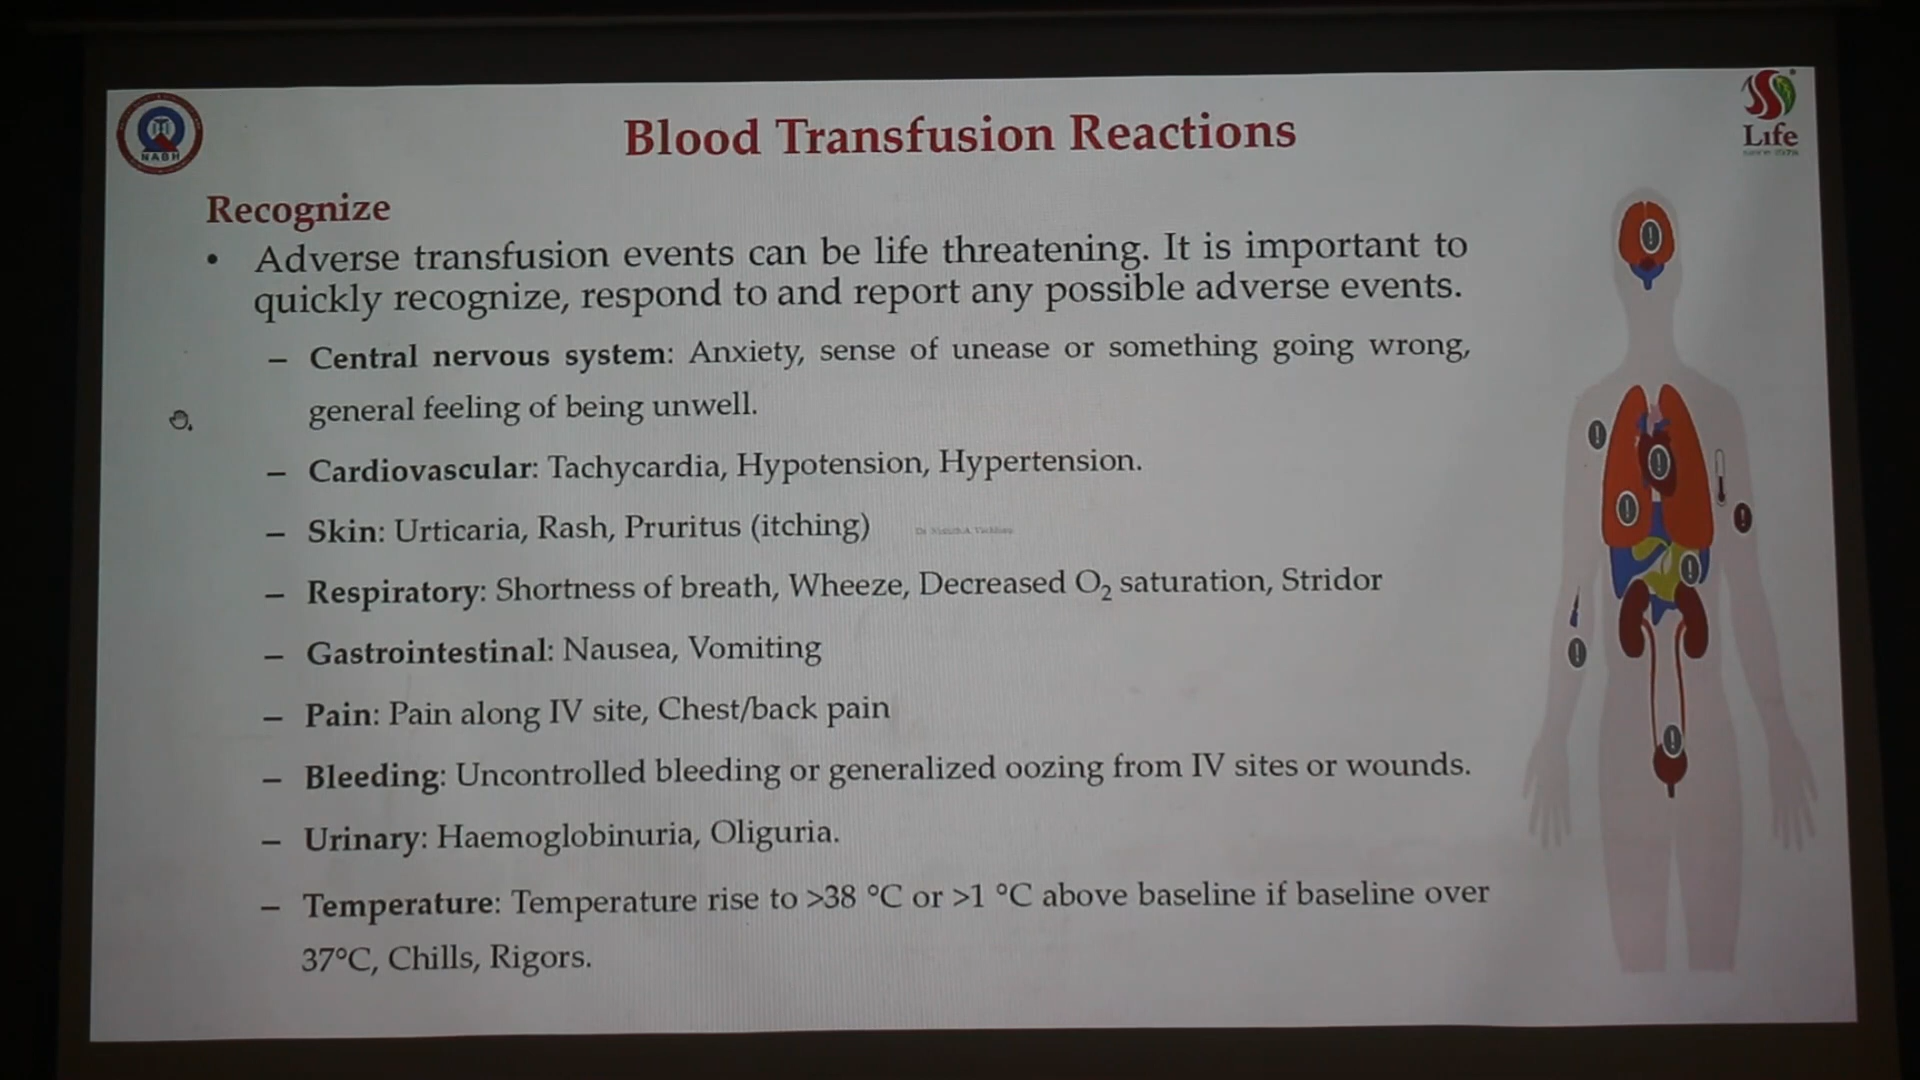 NABH
Blood Transfusion Reactions
Life
Recognize
• Adverse transfusion events can be life threatening. It is important to
quickly recognize, respond to and report any possible adverse events.
– Central nervous system: Anxiety, sense of unease or something going wrong,
general feeling of being unwell.
– Cardiovascular: Tachycardia, Hypotension, Hypertension.
– Skin: Urticaria, Rash, Pruritus (itching)
– Respiratory: Shortness of breath, Wheeze, Decreased O₂ saturation, Stridor
– Gastrointestinal: Nausea, Vomiting
– Pain: Pain along IV site, Chest/back pain
– Bleeding: Uncontrolled bleeding or generalized oozing from IV sites or wounds.
– Urinary: Haemoglobinuria, Oliguria.
– Temperature: Temperature rise to >38 °C or >1 °C above baseline if baseline over
37°C, Chills, Rigors.